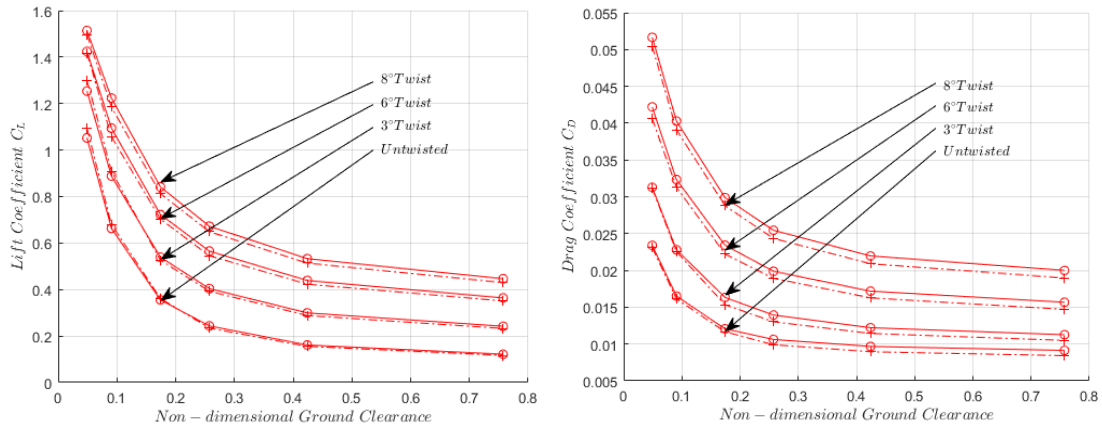 1.6
1.4
1.2
1
0.8
0.6
0.4
0.2
0
Lift Coefficient C_L
8°Twist
6°Twist
3°Twist
Untwisted
0 0.1 0.2 0.3 0.4 0.5 0.6 0.7 0.8
Non-dimensional Ground Clearance
0.055
0.05
0.045
0.04
0.035
0.03
0.025
0.02
0.015
0.01
0.005
Drag Coefficient C_D
8°Twist
6°Twist
3°Twist
Untwisted
0 0.1 0.2 0.3 0.4 0.5 0.6 0.7 0.8
Non-dimensional Ground Clearance